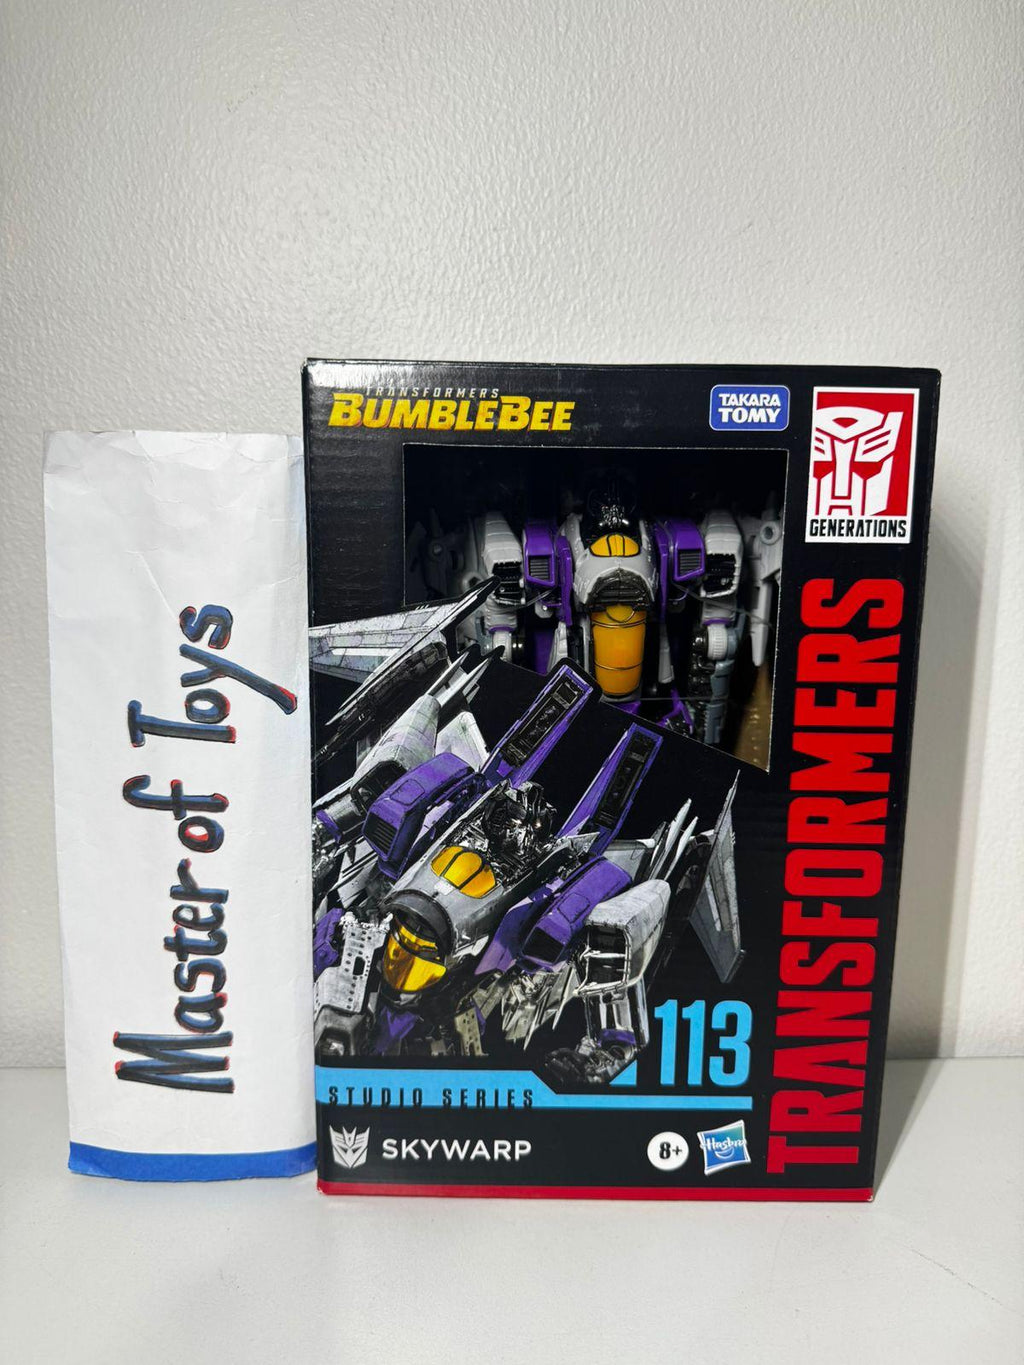 Master of Toys
TRANSFORMERS
BUMBLEBEE
TAKARA
TOMY
GENERATIONS
TRANSFORMERS
113
STUDIO SERIES
SKYWARP
8+
Hasbro